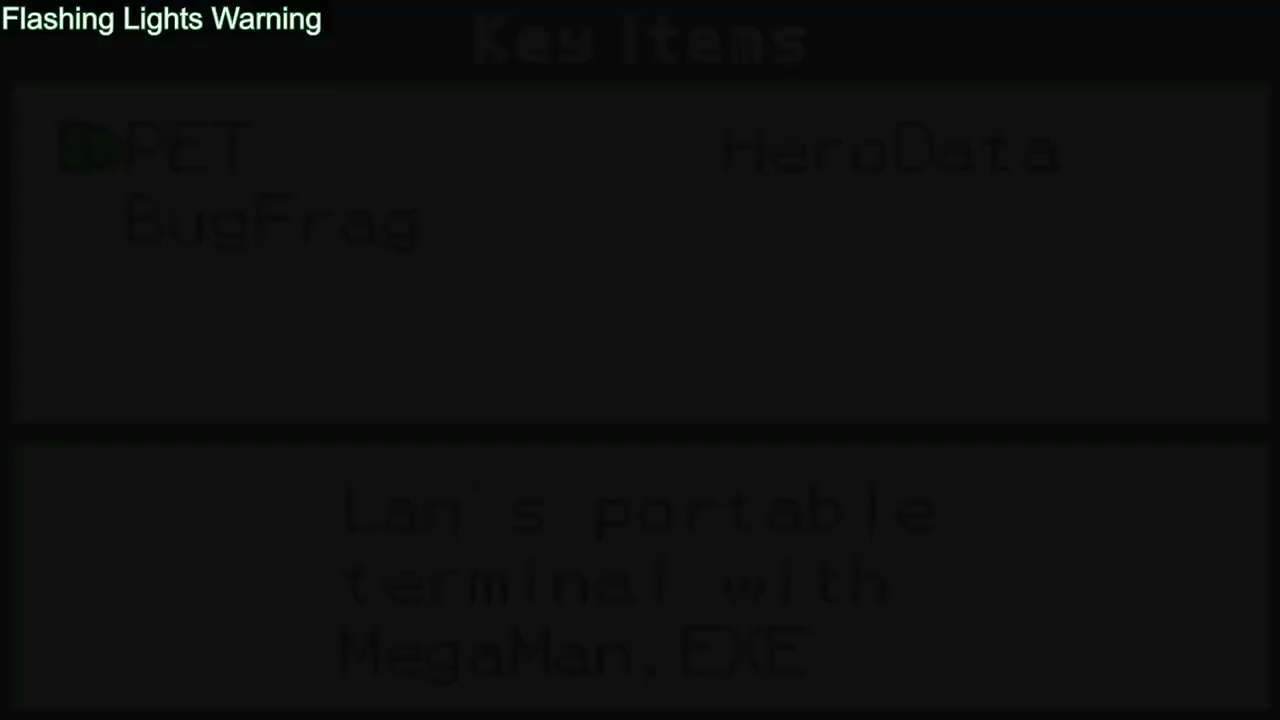 Flashing Lights Warning
Key Items
PET HeroData
BugFrag
Lan's portable
terminal with
MegaMan.EXE